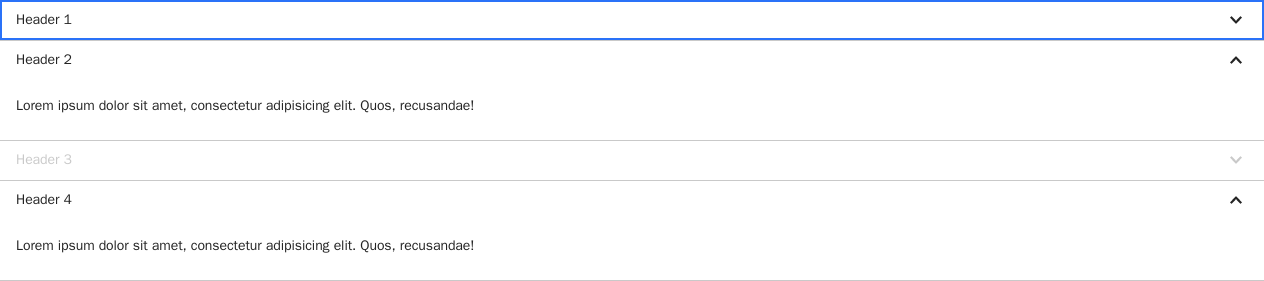 Header 1
Header 2
Lorem ipsum dolor sit amet, consectetur adipisicing elit. Quos, recusandae!
Header 3
Header 4
Lorem ipsum dolor sit amet, consectetur adipisicing elit. Quos, recusandae!